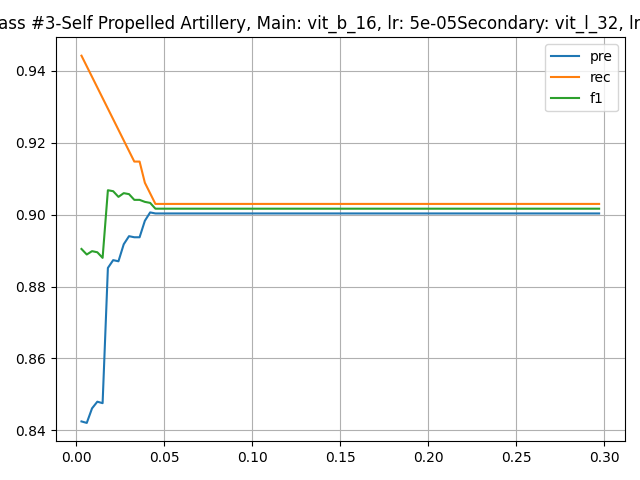 ass #3-Self Propelled Artillery, Main: vit_b_16, lr: 5e-05Secondary: vit_l_32, lr
pre
rec
f1
0.94
0.92
0.90
0.88
0.86
0.84
0.00 0.05 0.10 0.15 0.20 0.25 0.30